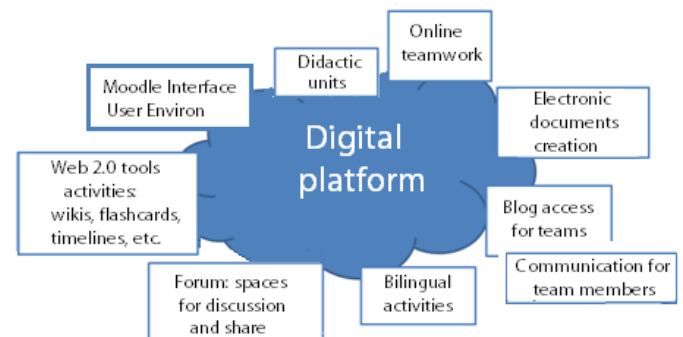 Online
teamwork
Didactic
units
Moodle Interface
User Environ
Electronic
documents
creation
Digital
platform
Web 2.0 tools
activities:
wikis, flashcards,
timelines, etc.
Blog access
for teams
Communication for
team members
Forum: spaces
for discussion
and share
Bilingual
activities